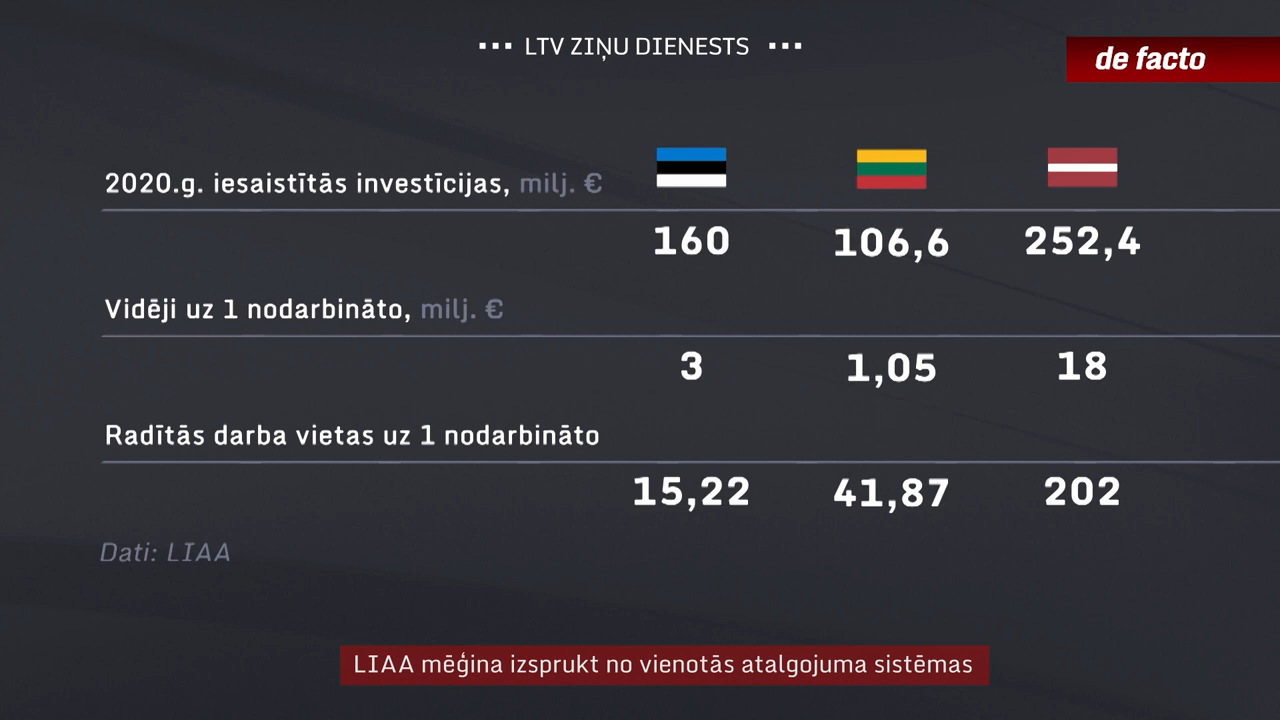 LTV ZIŅU DIENESTS
de facto
2020.g. iesaistītās investīcijas, milj. €
160 106,6 252,4
Vidēji uz 1 nodarbināto, milj. €
3 1,05 18
Radītās darba vietas uz 1 nodarbināto
15,22 41,87 202
Dati: LIAA
LIAA mēģina izsprukt no vienotās atalgojuma sistēmas